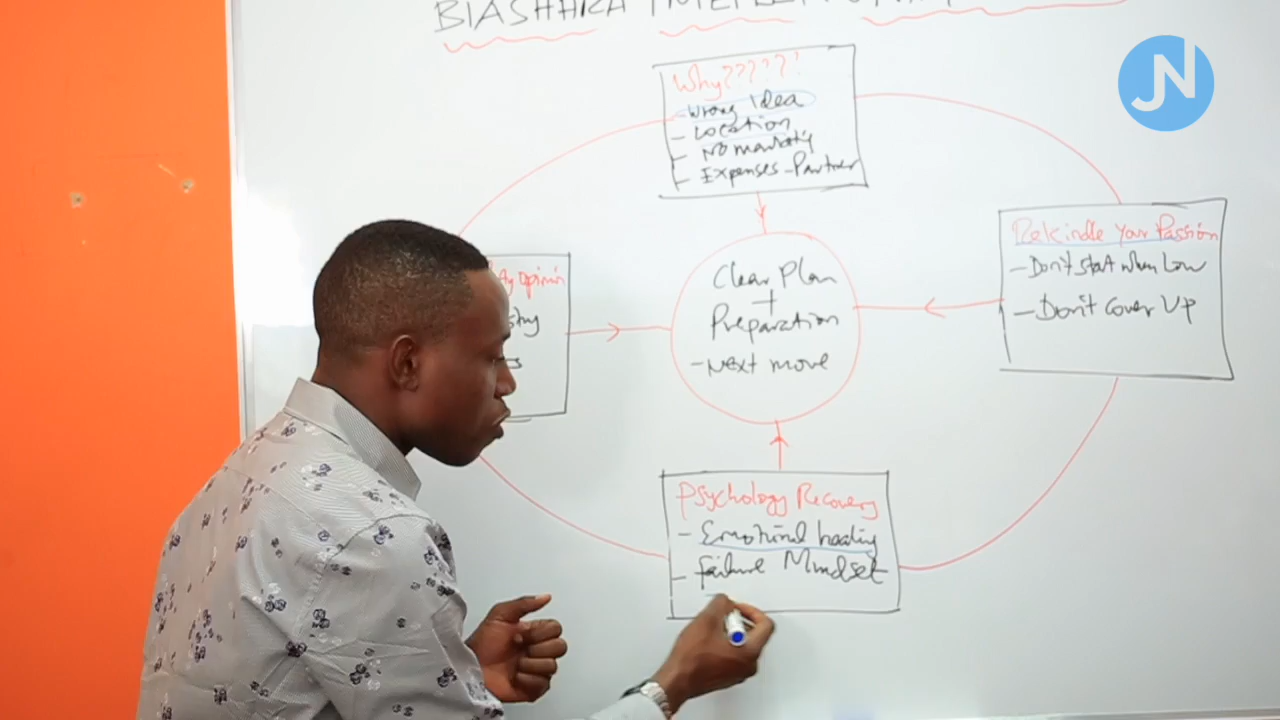 BIASHARA
JN
Why?????!
- Wrong Idea
- Location
- No
- Expenses - Partner
Rekindle Your Passion
- Don't start when Low
- Don't Cover Up
Clear Plan
+
Preparation
- Next move
Psychology Recovery
- Emotional healing
- Failure Mindset